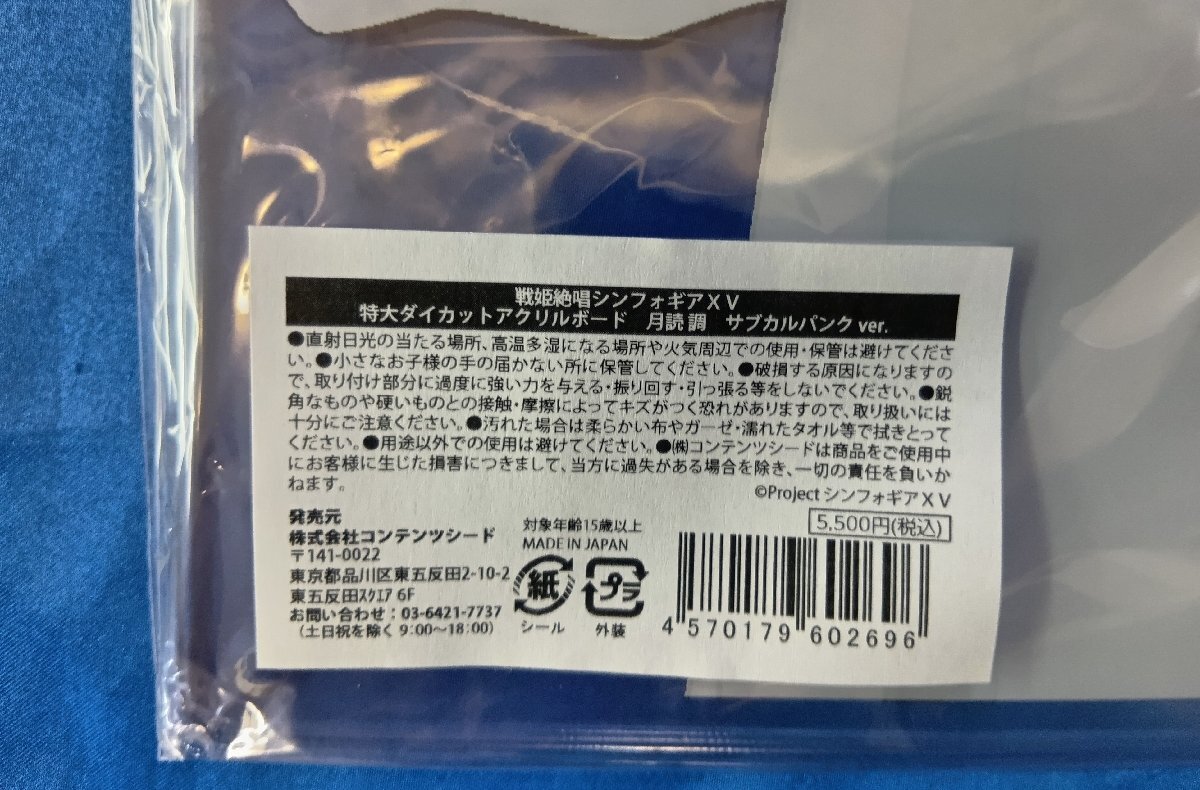 戦姫絶唱シンフォギアＸＶ
特大ダイカットアクリルボード　月読 調　サブカルパンク ver.
●直射日光の当たる場所、高温多湿になる場所や火気周辺での使用・保管は避けてくださ
い。●小さなお子様の手の届かない所に保管してください。●破損する原因になりますの
で、取り付け部分に過度に強い力を与える・振り回す・引っ張る等をしないでください。●鋭
角なものや硬いものとの接触・摩擦によってキズがつく恐れがありますので、取り扱いには
十分にご注意ください。●汚れた場合は柔らかい布やガーゼ・濡れたタオル等で拭きとって
ください。●用途以外での使用は避けてください。●㈱コンテンツシードは商品をご使用中
にお客様に生じた損害につきまして、当方に過失がある場合を除き、一切の責任を負いか
ねます。
©Project シンフォギアＸＶ
5,500円(税込)
発売元
株式会社コンテンツシード
〒141-0022
東京都品川区東五反田2-10-2
東五反田ｽｸｴｱ 6F
お問い合わせ：03-6421-7737
（土日祝を除く 9:00～18:00）
対象年齢15歳以上
MADE IN JAPAN
紙
シール
プラ
外装
4 570179 602696